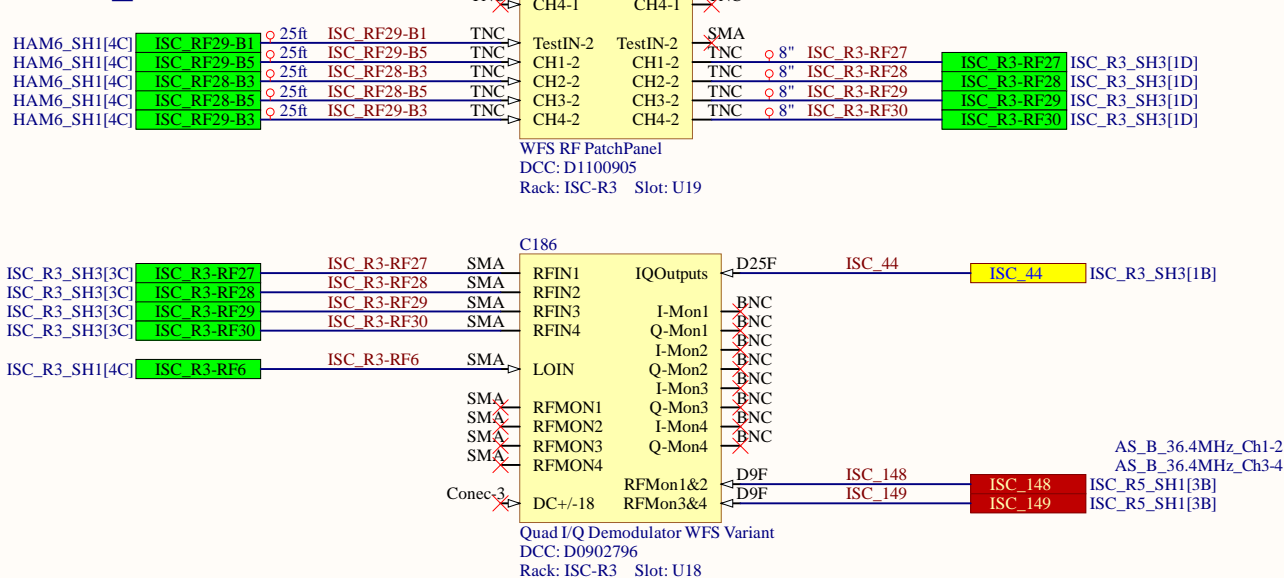 CH4-1 CH4-1
HAM6_SH1[4C] ISC_RF29-B1 25ft ISC_RF29-B1 TNC TestIN-2 TestIN-2 SMA
HAM6_SH1[4C] ISC_RF29-B5 25ft ISC_RF29-B5 TNC CH1-2 CH1-2 TNC 8" ISC_R3-RF27 ISC_R3-RF27 ISC_R3_SH3[1D]
HAM6_SH1[4C] ISC_RF28-B3 25ft ISC_RF28-B3 TNC CH2-2 CH2-2 TNC 8" ISC_R3-RF28 ISC_R3-RF28 ISC_R3_SH3[1D]
HAM6_SH1[4C] ISC_RF28-B5 25ft ISC_RF28-B5 TNC CH3-2 CH3-2 TNC 8" ISC_R3-RF29 ISC_R3-RF29 ISC_R3_SH3[1D]
HAM6_SH1[4C] ISC_RF29-B3 25ft ISC_RF29-B3 TNC CH4-2 CH4-2 TNC 8" ISC_R3-RF30 ISC_R3-RF30 ISC_R3_SH3[1D]
WFS RF PatchPanel
DCC: D1100905
Rack: ISC-R3 Slot: U19
C186
ISC_R3_SH3[3C] ISC_R3-RF27 ISC_R3-RF27 SMA RFIN1 IQOutputs D25F ISC_44 ISC_44 ISC_R3_SH3[1B]
ISC_R3_SH3[3C] ISC_R3-RF28 ISC_R3-RF28 SMA RFIN2
ISC_R3_SH3[3C] ISC_R3-RF29 ISC_R3-RF29 SMA RFIN3 I-Mon1 BNC
ISC_R3_SH3[3C] ISC_R3-RF30 ISC_R3-RF30 SMA RFIN4 Q-Mon1 BNC
I-Mon2 BNC
ISC_R3_SH1[4C] ISC_R3-RF6 ISC_R3-RF6 SMA LOIN Q-Mon2 BNC
I-Mon3 BNC
SMA RFMON1 Q-Mon3 BNC
SMA RFMON2 I-Mon4 BNC
SMA RFMON3 Q-Mon4 BNC AS_B_36.4MHz_Ch1-2
SMA RFMON4 AS_B_36.4MHz_Ch3-4
RFMon1&2 D9F ISC_148 ISC_148 ISC_R5_SH1[3B]
Conec-3 DC+/-18 RFMon3&4 D9F ISC_149 ISC_149 ISC_R5_SH1[3B]
Quad I/Q Demodulator WFS Variant
DCC: D0902796
Rack: ISC-R3 Slot: U18